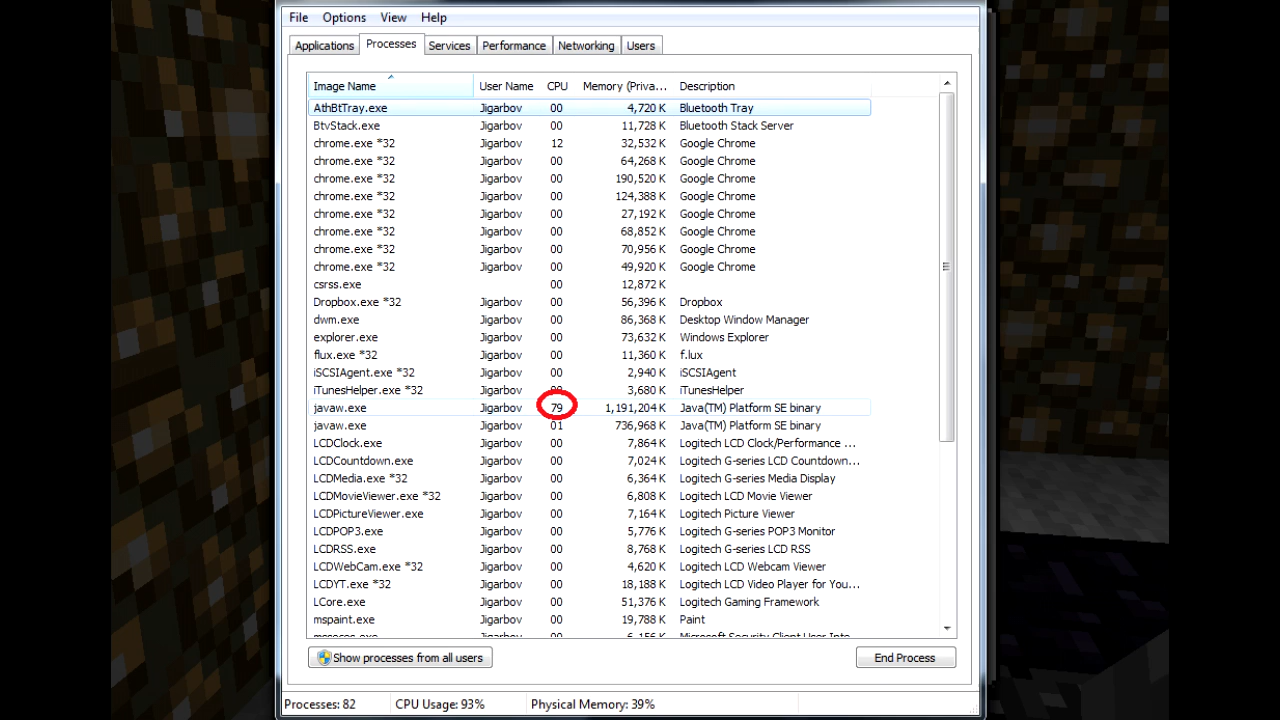 File Options View Help
Applications Processes Services Performance Networking Users
Image Name User Name CPU Memory (Priva... Description
AthBtTray.exe Jigarbov 00 4,720 K Bluetooth Tray
BtvStack.exe Jigarbov 00 11,728 K Bluetooth Stack Server
chrome.exe *32 Jigarbov 12 32,532 K Google Chrome
chrome.exe *32 Jigarbov 00 64,268 K Google Chrome
chrome.exe *32 Jigarbov 00 190,520 K Google Chrome
chrome.exe *32 Jigarbov 00 124,388 K Google Chrome
chrome.exe *32 Jigarbov 00 27,192 K Google Chrome
chrome.exe *32 Jigarbov 00 68,852 K Google Chrome
chrome.exe *32 Jigarbov 00 70,956 K Google Chrome
chrome.exe *32 Jigarbov 00 49,920 K Google Chrome
csrss.exe 00 12,872 K
Dropbox.exe *32 Jigarbov 00 56,396 K Dropbox
dwm.exe Jigarbov 00 86,368 K Desktop Window Manager
explorer.exe Jigarbov 00 73,632 K Windows Explorer
flux.exe *32 Jigarbov 00 11,360 K f.lux
iSCSIAgent.exe *32 Jigarbov 00 2,940 K iSCSIAgent
iTunesHelper.exe *32 Jigarbov 3,680 K iTunesHelper
javaw.exe Jigarbov 79 1,191,204 K Java(TM) Platform SE binary
javaw.exe Jigarbov 01 736,968 K Java(TM) Platform SE binary
LCDClock.exe Jigarbov 00 7,864 K Logitech LCD Clock/Performance ...
LCDCountdown.exe Jigarbov 00 7,024 K Logitech G-series LCD Countdown...
LCDMedia.exe *32 Jigarbov 00 6,364 K Logitech G-series Media Display
LCDMovieViewer.exe *32 Jigarbov 00 6,808 K Logitech LCD Movie Viewer
LCDPictureViewer.exe Jigarbov 00 7,164 K Logitech Picture Viewer
LCDPOP3.exe Jigarbov 00 5,776 K Logitech G-series POP3 Monitor
LCDRSS.exe Jigarbov 00 8,768 K Logitech G-series LCD RSS
LCDWebCam.exe *32 Jigarbov 00 4,620 K Logitech LCD Webcam Viewer
LCDYT.exe *32 Jigarbov 00 18,188 K Logitech LCD Video Player for You...
LCore.exe Jigarbov 00 51,376 K Logitech Gaming Framework
mspaint.exe Jigarbov 00 19,788 K Paint
Jigarbov 00 6,156 K Microsoft Security Client User Inte
Show processes from all users End Process
Processes: 82 CPU Usage: 93% Physical Memory: 39%